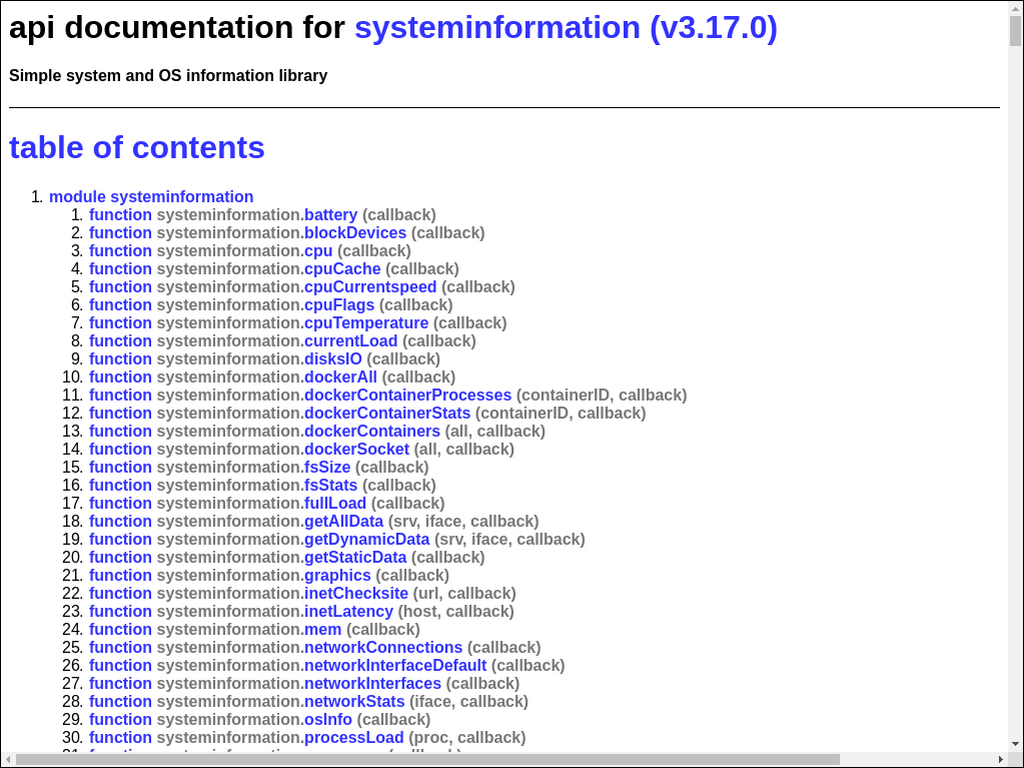 api documentation for systeminformation (v3.17.0)
Simple system and OS information library
table of contents
1. module systeminformation
1. function systeminformation.battery (callback)
2. function systeminformation.blockDevices (callback)
3. function systeminformation.cpu (callback)
4. function systeminformation.cpuCache (callback)
5. function systeminformation.cpuCurrentspeed (callback)
6. function systeminformation.cpuFlags (callback)
7. function systeminformation.cpuTemperature (callback)
8. function systeminformation.currentLoad (callback)
9. function systeminformation.disksIO (callback)
10. function systeminformation.dockerAll (callback)
11. function systeminformation.dockerContainerProcesses (containerID, callback)
12. function systeminformation.dockerContainerStats (containerID, callback)
13. function systeminformation.dockerContainers (all, callback)
14. function systeminformation.dockerSocket (all, callback)
15. function systeminformation.fsSize (callback)
16. function systeminformation.fsStats (callback)
17. function systeminformation.fullLoad (callback)
18. function systeminformation.getAllData (srv, iface, callback)
19. function systeminformation.getDynamicData (srv, iface, callback)
20. function systeminformation.getStaticData (callback)
21. function systeminformation.graphics (callback)
22. function systeminformation.inetChecksite (url, callback)
23. function systeminformation.inetLatency (host, callback)
24. function systeminformation.mem (callback)
25. function systeminformation.networkConnections (callback)
26. function systeminformation.networkInterfaceDefault (callback)
27. function systeminformation.networkInterfaces (callback)
28. function systeminformation.networkStats (iface, callback)
29. function systeminformation.osInfo (callback)
30. function systeminformation.processLoad (proc, callback)